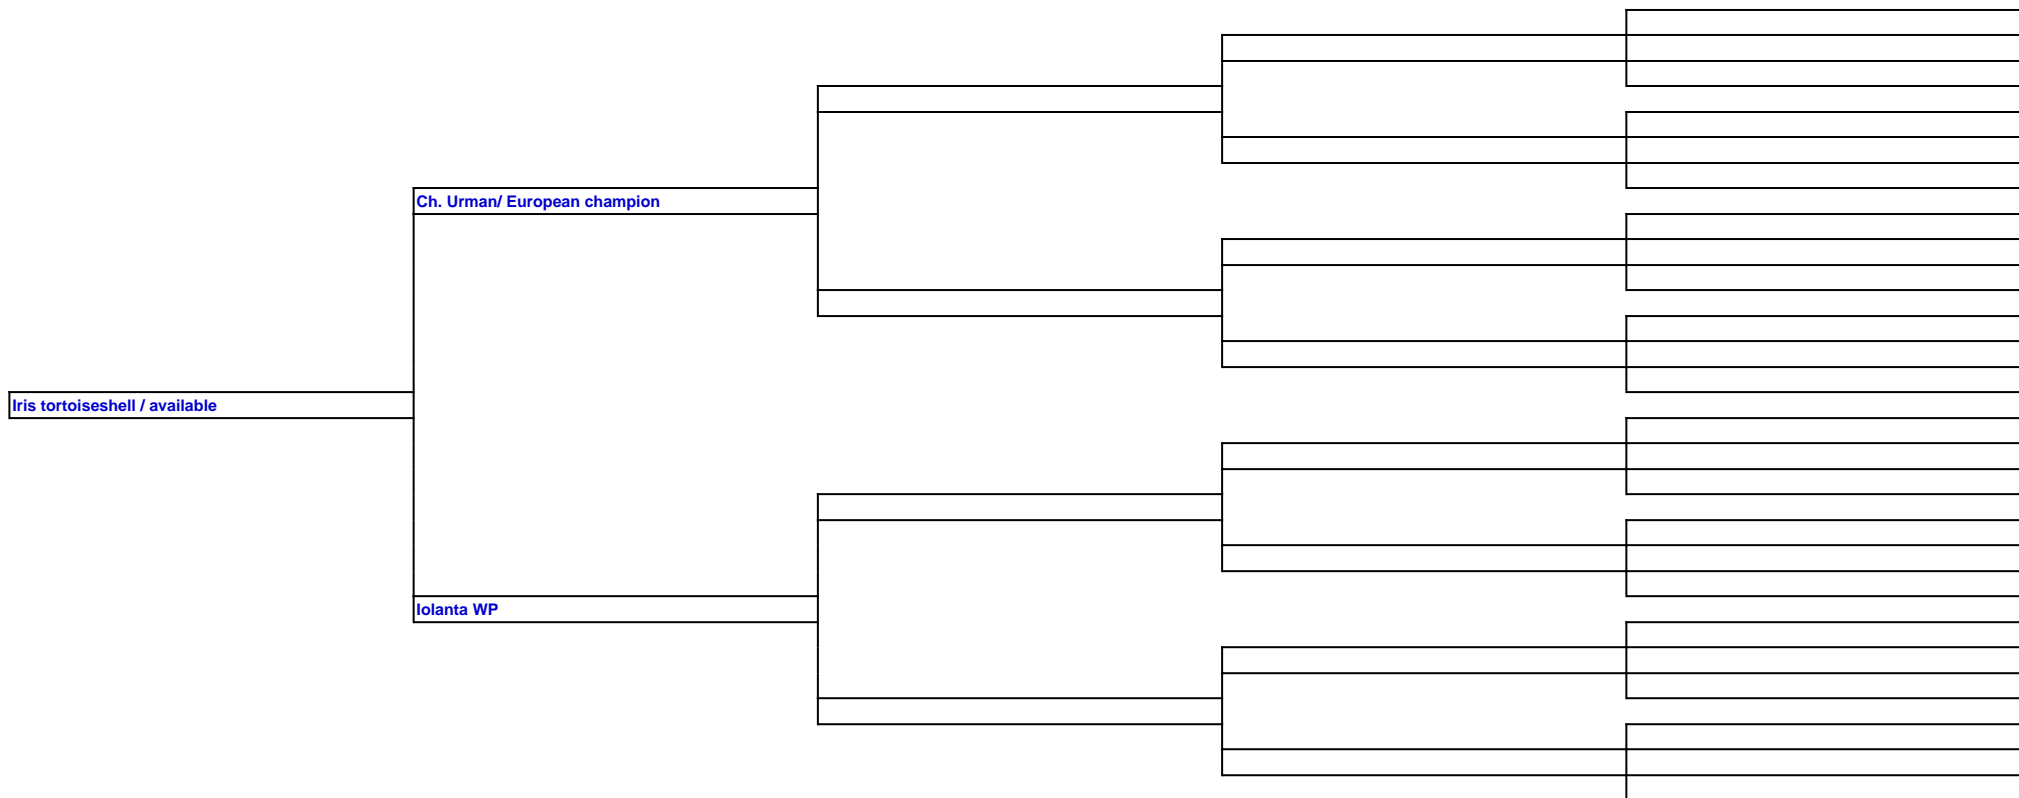 Ch. Urman/ European champion
Iris tortoiseshell / available
Iolanta WP